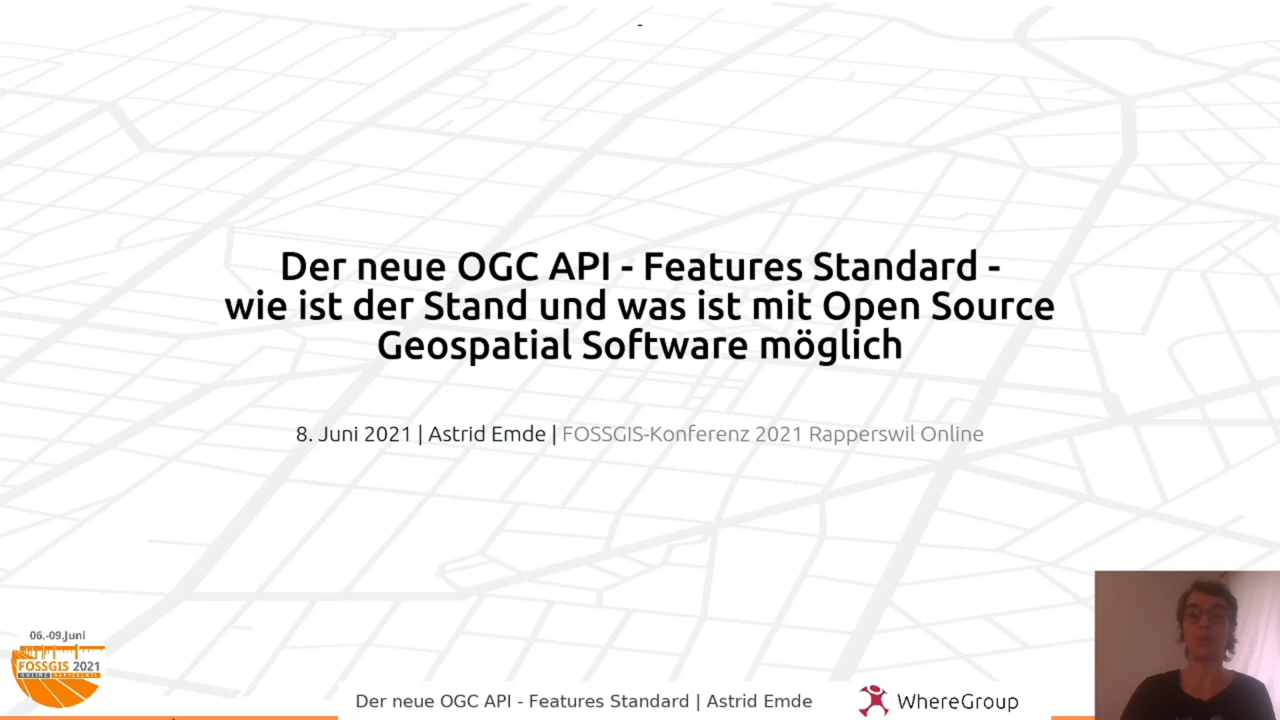 -
Der neue OGC API - Features Standard -
wie ist der Stand und was ist mit Open Source
Geospatial Software möglich
8. Juni 2021 | Astrid Emde | FOSSGIS-Konferenz 2021 Rapperswil Online
06.-09.Juni
FOSSGIS 2021
ONLINE RAPPERSWIL
Der neue OGC API - Features Standard | Astrid Emde
WhereGroup